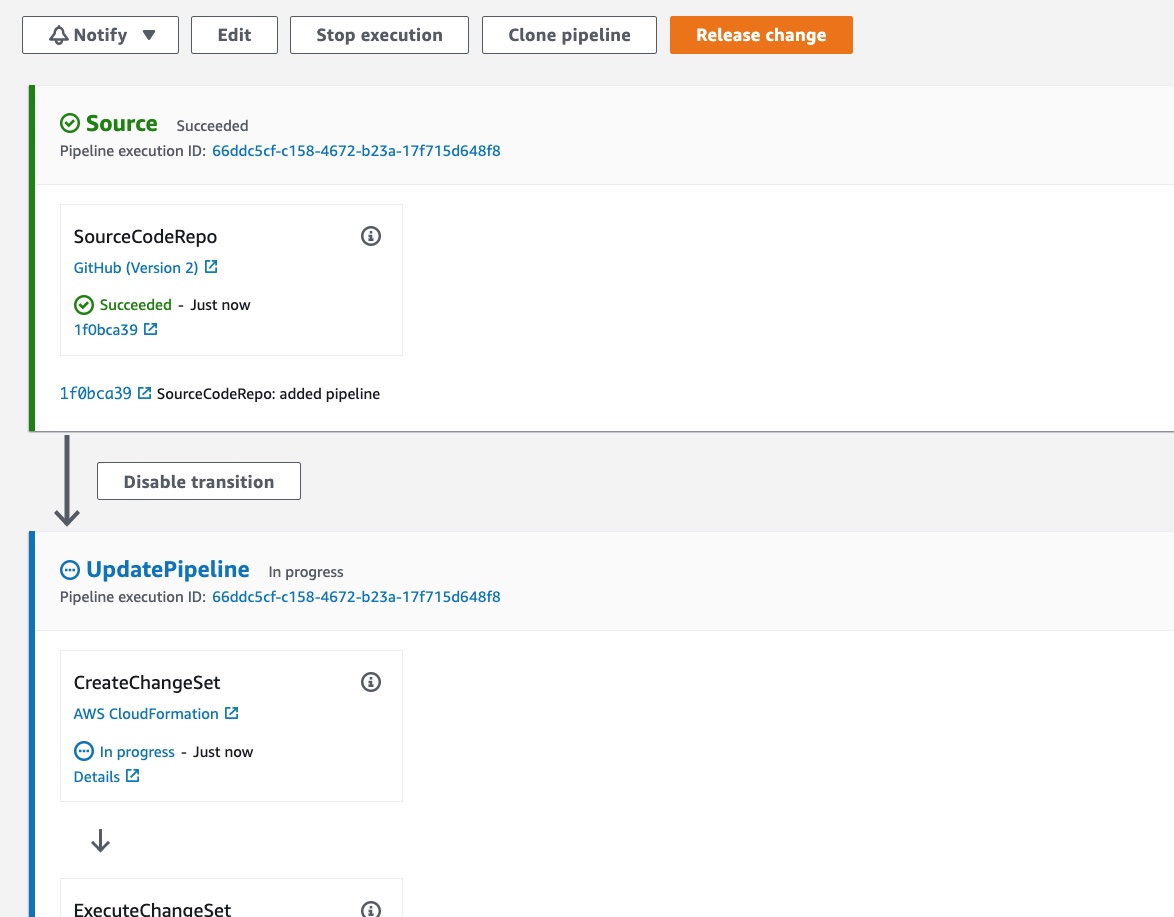 Notify Edit Stop execution Clone pipeline Release change
Source Succeeded
Pipeline execution ID: 66ddc5cf-c158-4672-b23a-17f715d648f8
SourceCodeRepo
GitHub (Version 2)
Succeeded - Just now
1f0bca39
1f0bca39 SourceCodeRepo: added pipeline
Disable transition
UpdatePipeline In progress
Pipeline execution ID: 66ddc5cf-c158-4672-b23a-17f715d648f8
CreateChangeSet
AWS CloudFormation
In progress - Just now
Details
ExecuteChangeSet